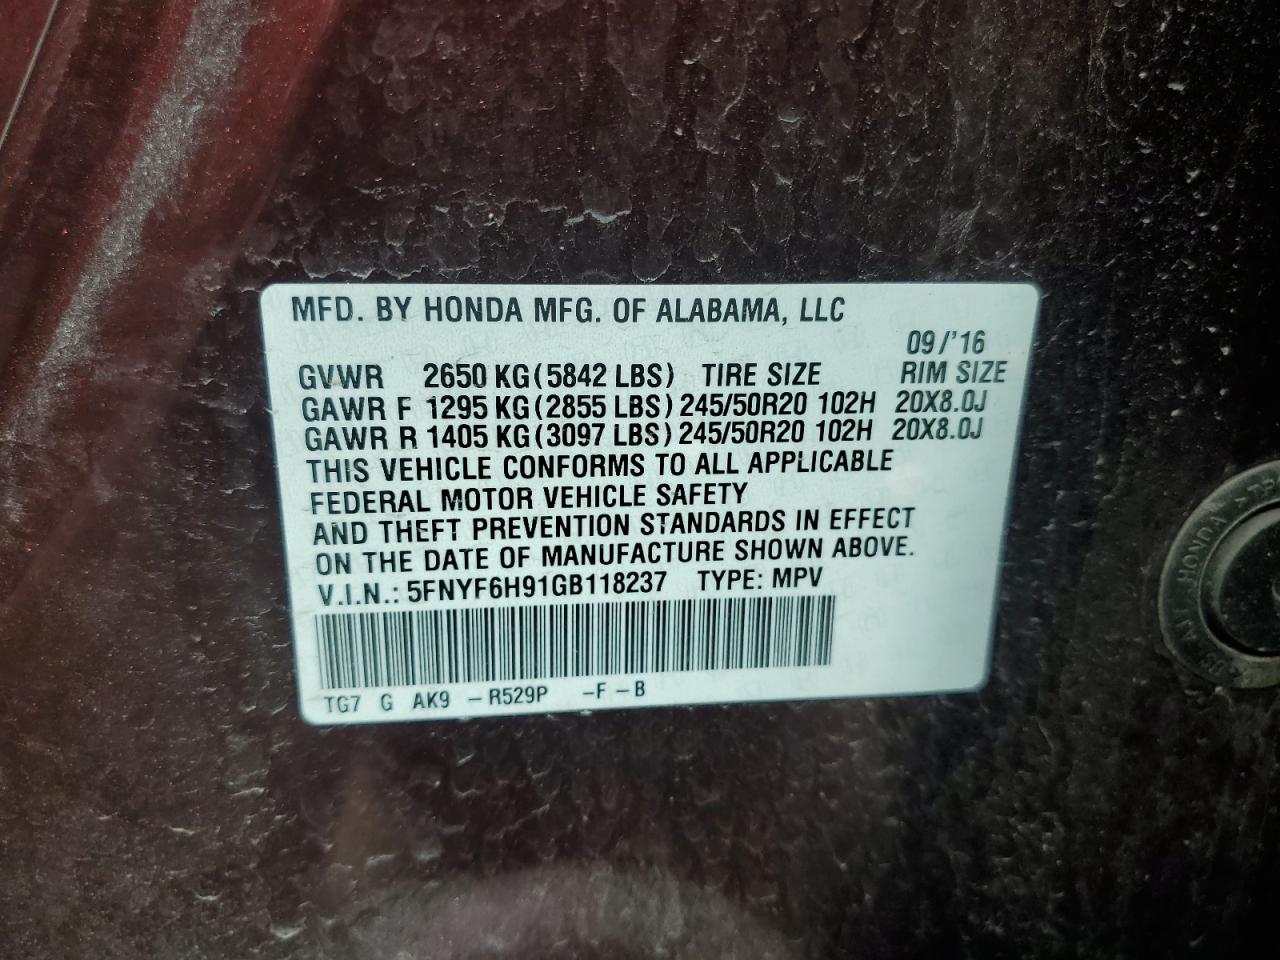 MFD. BY HONDA MFG. OF ALABAMA, LLC
09/'16
GVWR 2650 KG(5842 LBS) TIRE SIZE RIM SIZE
GAWR F 1295 KG(2855 LBS) 245/50R20 102H 20X8.0J
GAWR R 1405 KG(3097 LBS) 245/50R20 102H 20X8.0J
THIS VEHICLE CONFORMS TO ALL APPLICABLE
FEDERAL MOTOR VEHICLE SAFETY
AND THEFT PREVENTION STANDARDS IN EFFECT
ON THE DATE OF MANUFACTURE SHOWN ABOVE.
V.I.N.: 5FNYF6H91GB118237 TYPE: MPV
TG7 G AK9 -R529P -F-B
HONDA